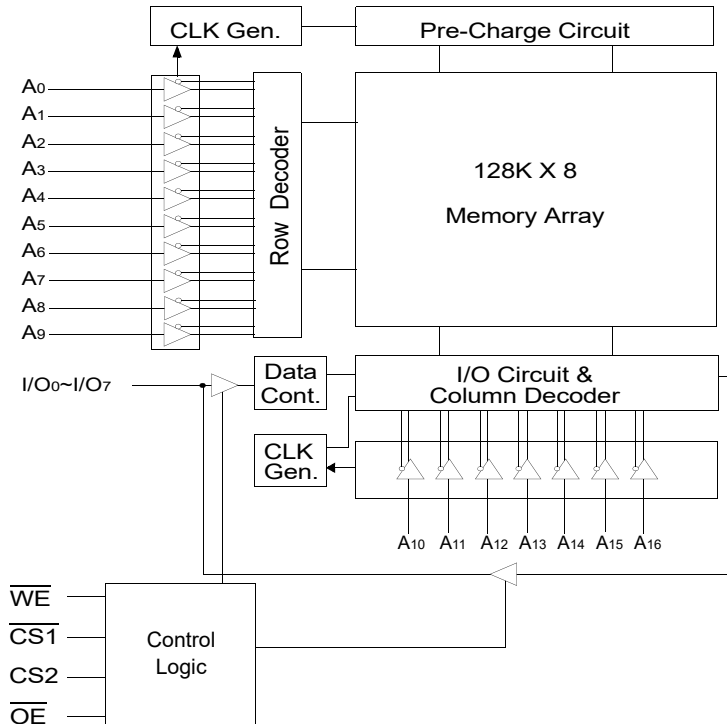 CLK Gen.
Pre-Charge Circuit
A0
A1
A2
A3
A4
A5
A6
A7
A8
A9
Row Decoder
128K X 8
Memory Array
I/O0~I/O7
Data
Cont.
I/O Circuit &
Column Decoder
CLK
Gen.
A10 A11 A12 A13 A14 A15 A16
WE
CS1
CS2
OE
Control
Logic